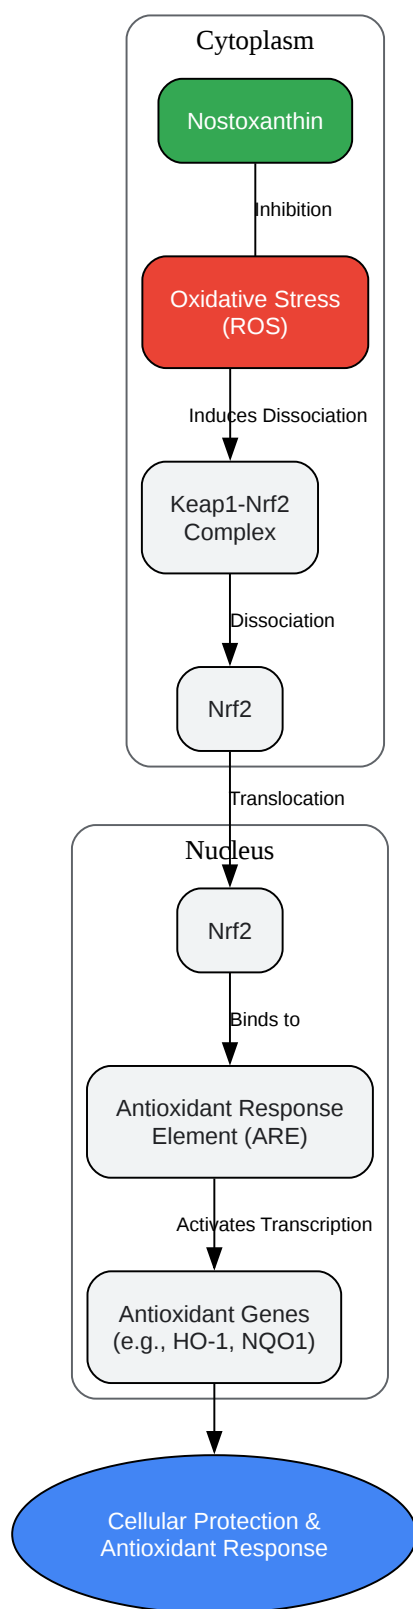 Cytoplasm
Nostoxanthin
Inhibition
Oxidative Stress
(ROS)
Induces Dissociation
Keap1-Nrf2
Complex
Dissociation
Nrf2
Translocation
Nucleus
Nrf2
Binds to
Antioxidant Response
Element (ARE)
Activates Transcription
Antioxidant Genes
(e.g., HO-1, NQO1)
Cellular Protection &
Antioxidant Response